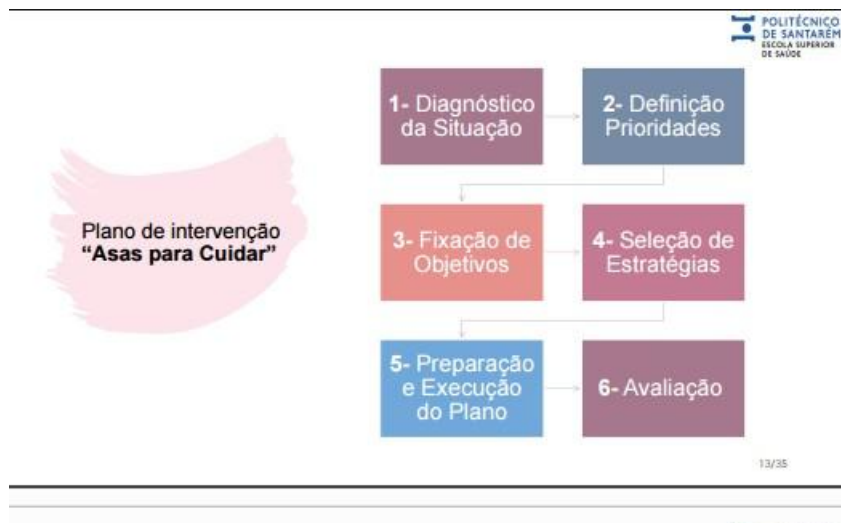 POLITÉCNICO
DE SANTARÉM
ESCOLA SUPERIOR
DE SAÚDE
Plano de intervenção
“Asas para Cuidar”
1- Diagnóstico
da Situação
2- Definição
Prioridades
3- Fixação de
Objetivos
4- Seleção de
Estratégias
5- Preparação
e Execução
do Plano
6- Avaliação
13/35